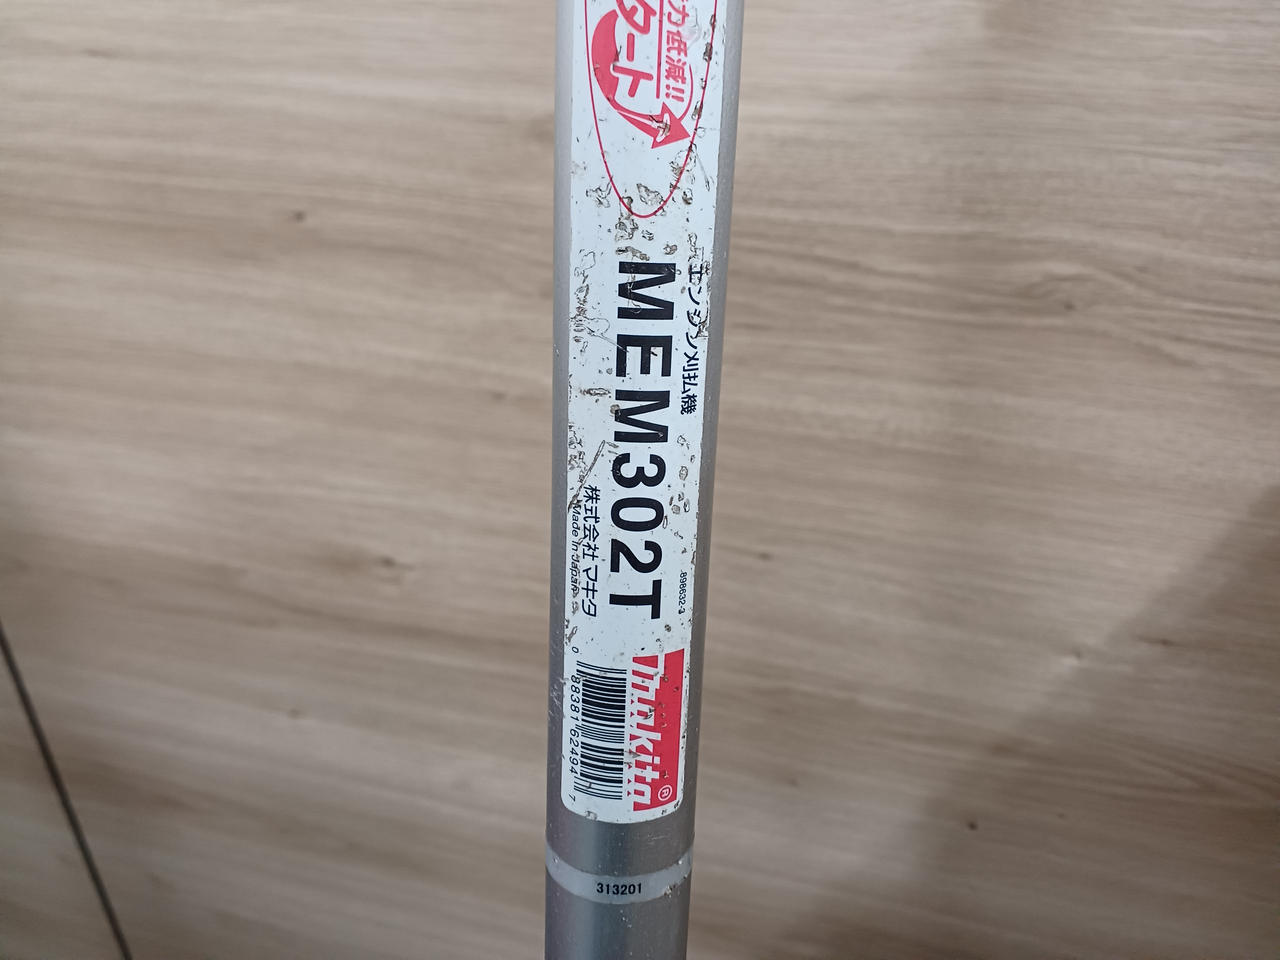 力低減!!
タート
エンジン刈払機
MEM302T
株式会社 マキタ
Made in Japan
898632-3
makita®
0 88381 62494 7
313201